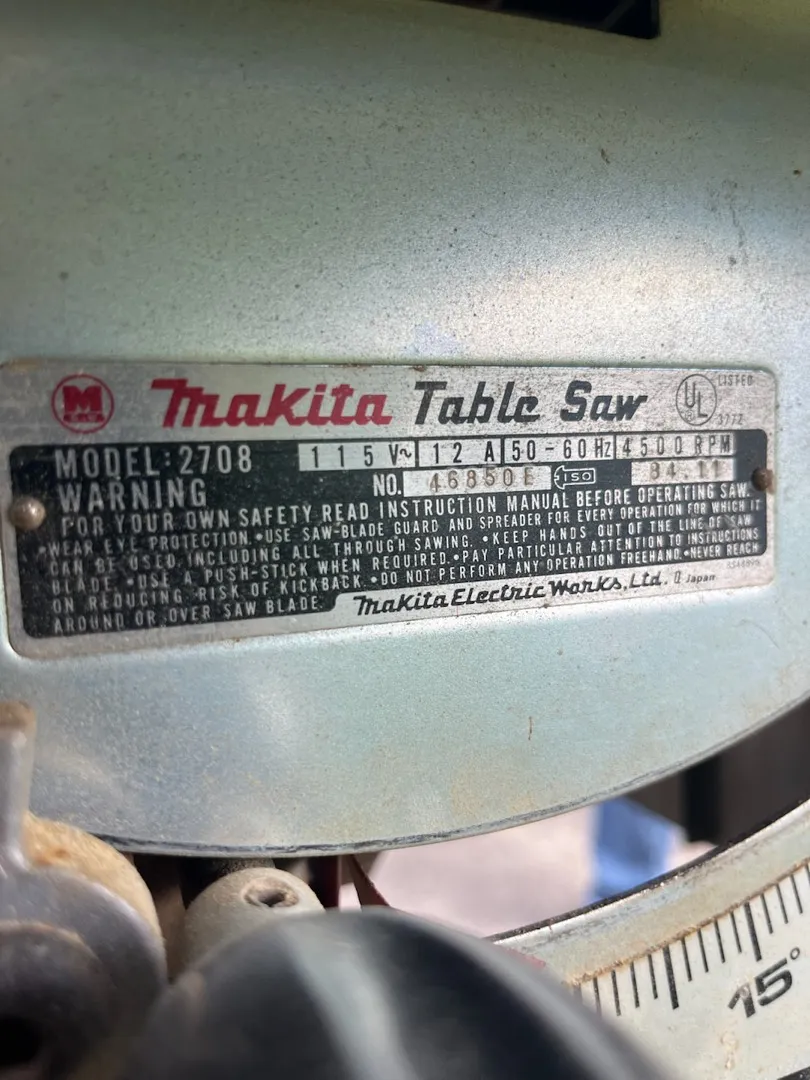 M
Makita Table Saw
UL
LISTED
MODEL:2708 115 V~ 12 A 50-60 Hz 4500 RPM
NO. 46850E ISO 84.11
WARNING
FOR YOUR OWN SAFETY READ INSTRUCTION MANUAL BEFORE OPERATING SAW.
•WEAR EYE PROTECTION.•USE SAW-BLADE GUARD AND SPREADER FOR EVERY OPERATION FOR WHICH IT
CAN BE USED, INCLUDING ALL THROUGH SAWING. •KEEP HANDS OUT OF THE LINE OF SAW
BLADE.•USE A PUSH-STICK WHEN REQUIRED.•PAY PARTICULAR ATTENTION TO INSTRUCTIONS
ON REDUCING RISK OF KICKBACK.•DO NOT PERFORM ANY OPERATION FREEHAND.•NEVER REACH
AROUND OR OVER SAW BLADE.
Makita Electric Works, Ltd. Japan
15°